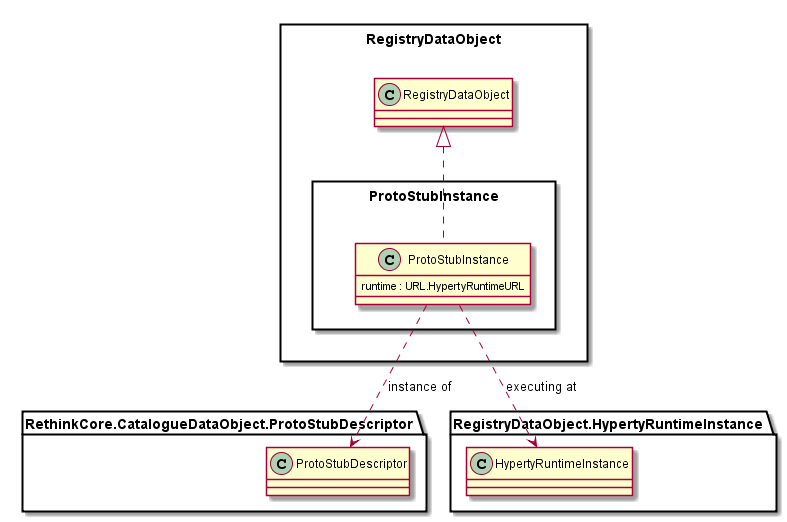 RegistryDataObject
C RegistryDataObject
ProtoStubInstance
C ProtoStubInstance
runtime : URL.HypertyRuntimeURL
instance of
executing at
RethinkCore.CatalogueDataObject.ProtoStubDescriptor
RegistryDataObject.HypertyRuntimeInstance
C ProtoStubDescriptor
C HypertyRuntimeInstance